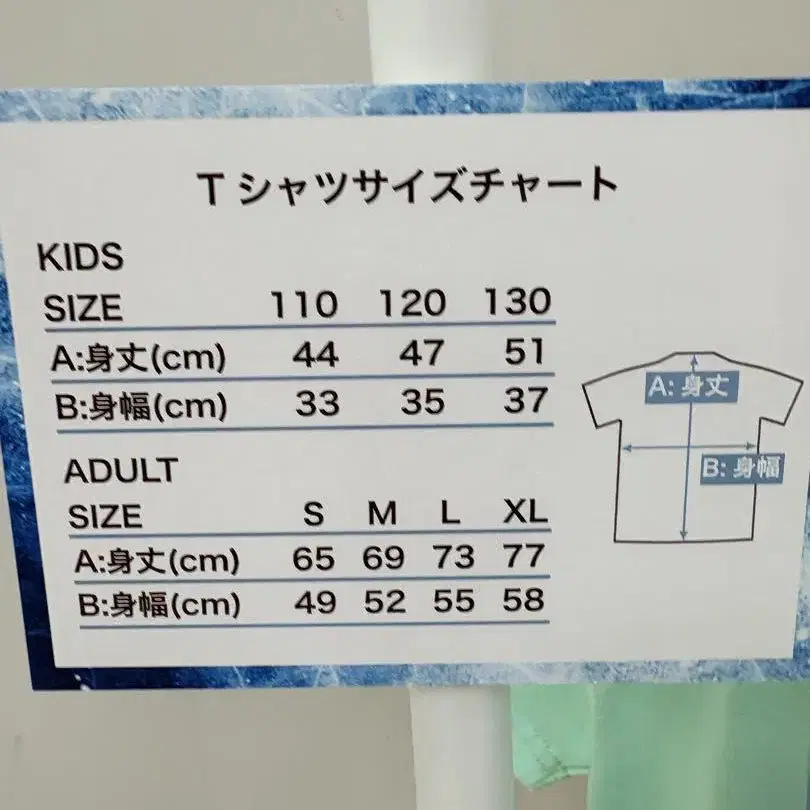 Tシャツサイズチャート
KIDS
SIZE 110 120 130
A:身丈(cm) 44 47 51
B:身幅(cm) 33 35 37
A: 身丈
B: 身幅
ADULT
SIZE S M L XL
A:身丈(cm) 65 69 73 77
B:身幅(cm) 49 52 55 58